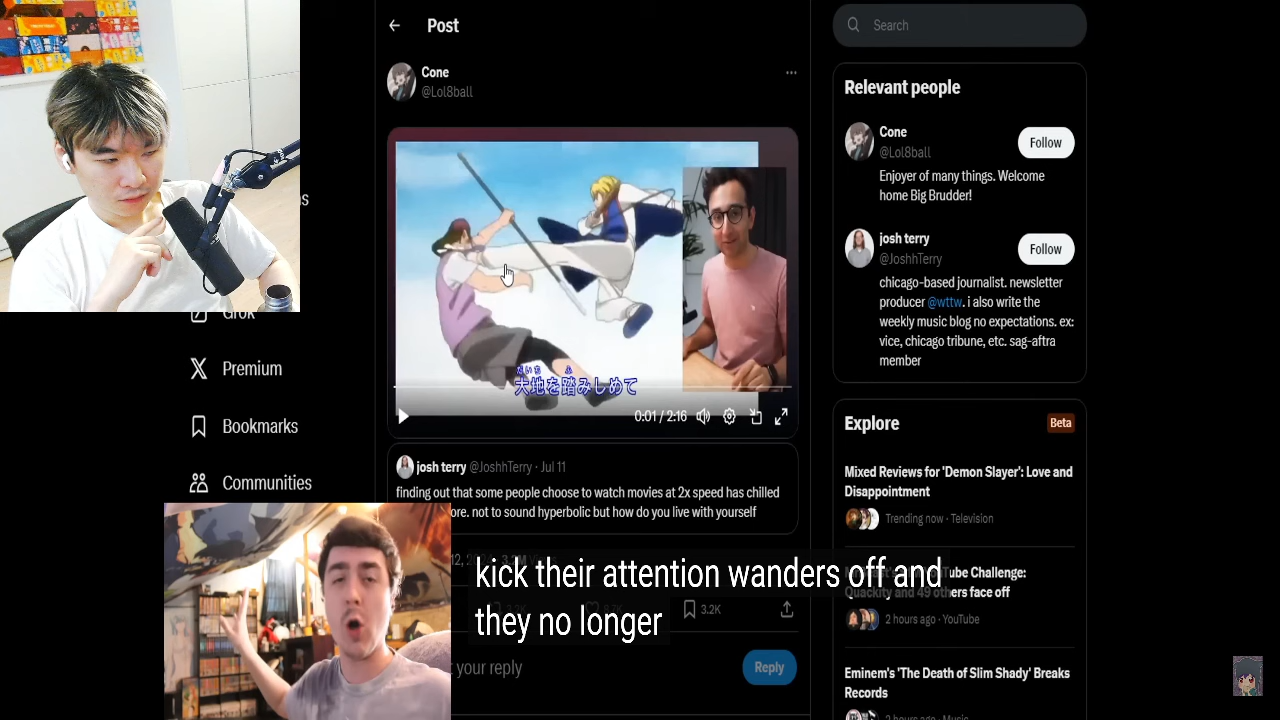 Post
Search
Cone
@Lol8ball
だいち ふ
大地を踏みしめて
0:01 / 2:16
josh terry @JoshhTerry · Jul 11
finding out that some people choose to watch movies at 2x speed has chilled
ore. not to sound hyperbolic but how do you live with yourself
3.2K
your reply
Reply
Premium
Bookmarks
Communities
kick their attention wanders off and
they no longer
Relevant people
Cone
@Lol8ball
Follow
Enjoyer of many things. Welcome
home Big Brudder!
josh terry
@JoshhTerry
Follow
chicago-based journalist. newsletter
producer @wttw. i also write the
weekly music blog no expectations. ex:
vice, chicago tribune, etc. sag-aftra
member
Explore
Beta
Mixed Reviews for 'Demon Slayer': Love and
Disappointment
Trending now · Television
ube Challenge:
Quackity and 49 others face off
2 hours ago · YouTube
Eminem's 'The Death of Slim Shady' Breaks
Records
2 hours ago · Music